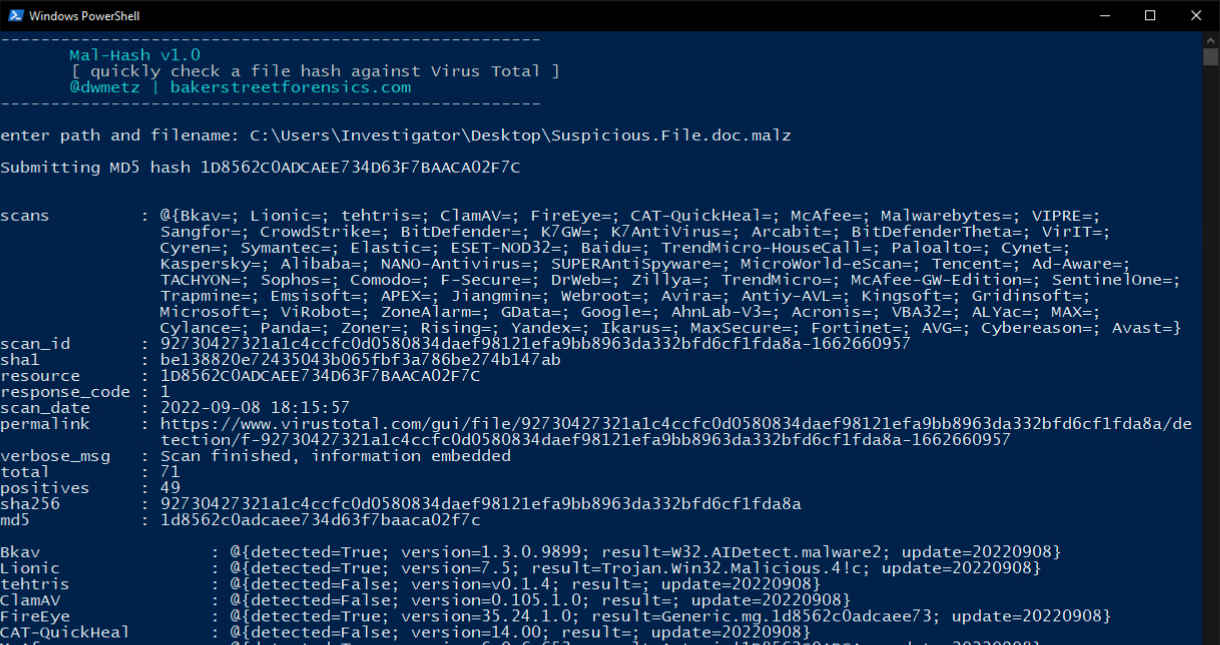 Windows PowerShell
------------------------------------------------------
Mal-Hash v1.0
[ quickly check a file hash against Virus Total ]
@dwmetz | bakerstreetforensics.com
------------------------------------------------------
enter path and filename: C:\Users\Investigator\Desktop\Suspicious.File.doc.malz
Submitting MD5 hash 1D8562C0ADCAEE734D63F7BAACA02F7C
scans : @{Bkav=; Lionic=; tehtris=; ClamAV=; FireEye=; CAT-QuickHeal=; McAfee=; Malwarebytes=; VIPRE=;
Sangfor=; CrowdStrike=; BitDefender=; K7GW=; K7AntiVirus=; Arcabit=; BitDefenderTheta=; VirIT=;
Cyren=; Symantec=; Elastic=; ESET-NOD32=; Baidu=; TrendMicro-HouseCall=; Paloalto=; Cynet=;
Kaspersky=; Alibaba=; NANO-Antivirus=; SUPERAntiSpyware=; MicroWorld-eScan=; Tencent=; Ad-Aware=;
TACHYON=; Sophos=; Comodo=; F-Secure=; DrWeb=; Zillya=; TrendMicro=; McAfee-GW-Edition=; SentinelOne=;
Trapmine=; Emsisoft=; APEX=; Jiangmin=; Webroot=; Avira=; Antiy-AVL=; Kingsoft=; Gridinsoft=;
Microsoft=; ViRobot=; ZoneAlarm=; GData=; Google=; AhnLab-V3=; Acronis=; VBA32=; ALYac=; MAX=;
Cylance=; Panda=; Zoner=; Rising=; Yandex=; Ikarus=; MaxSecure=; Fortinet=; AVG=; Cybereason=; Avast=}
scan_id : 92730427321a1c4ccfc0d0580834daef98121efa9bb8963da332bfd6cf1fda8a-1662660957
sha1 : be138820e72435043b065fbf3a786be274b147ab
resource : 1D8562C0ADCAEE734D63F7BAACA02F7C
response_code : 1
scan_date : 2022-09-08 18:15:57
permalink : https://www.virustotal.com/gui/file/92730427321a1c4ccfc0d0580834daef98121efa9bb8963da332bfd6cf1fda8a/de
tection/f-92730427321a1c4ccfc0d0580834daef98121efa9bb8963da332bfd6cf1fda8a-1662660957
verbose_msg : Scan finished, information embedded
total : 71
positives : 49
sha256 : 92730427321a1c4ccfc0d0580834daef98121efa9bb8963da332bfd6cf1fda8a
md5 : 1d8562c0adcaee734d63f7baaca02f7c
Bkav : @{detected=True; version=1.3.0.9899; result=W32.AIDetect.malware2; update=20220908}
Lionic : @{detected=True; version=7.5; result=Trojan.Win32.Malicious.4!c; update=20220908}
tehtris : @{detected=False; version=v0.1.4; result=; update=20220908}
ClamAV : @{detected=False; version=0.105.1.0; result=; update=20220908}
FireEye : @{detected=True; version=35.24.1.0; result=Generic.mg.1d8562c0adcaee73; update=20220908}
CAT-QuickHeal : @{detected=False; version=14.00; result=; update=20220908}